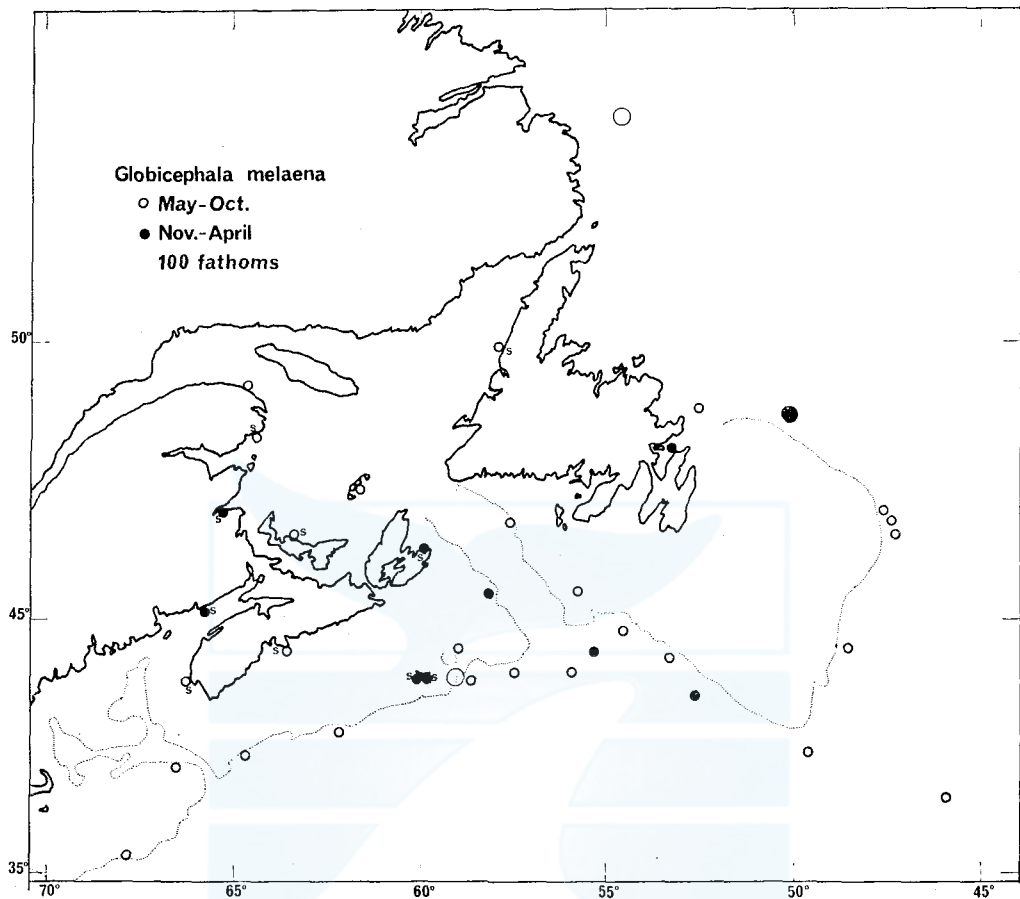 Globicephala melaena
○ May-Oct.
● Nov.-April
100 fathoms
50°
s
s
s
s
s
s
s
s
s s
45°
35°
70° 65° 60° 55° 50° 45°